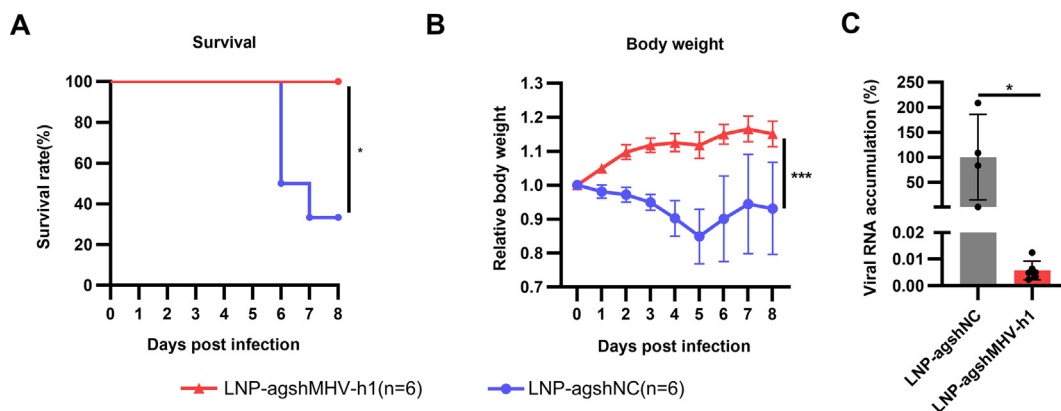 A
Survival
Survival rate(%)
100
80
60
40
20
0
*
0 1 2 3 4 5 6 7 8
Days post infection
B
Body weight
Relative body weight
1.3
1.2
1.1
1.0
0.9
0.8
0.7
***
0 1 2 3 4 5 6 7 8
Days post infection
LNP-agshMHV-h1(n=6)
LNP-agshNC(n=6)
C
Viral RNA accumulation (%)
250
200
150
100
50
0.02
0.01
0.00
*
LNP-agshNC
LNP-agshMHV-h1